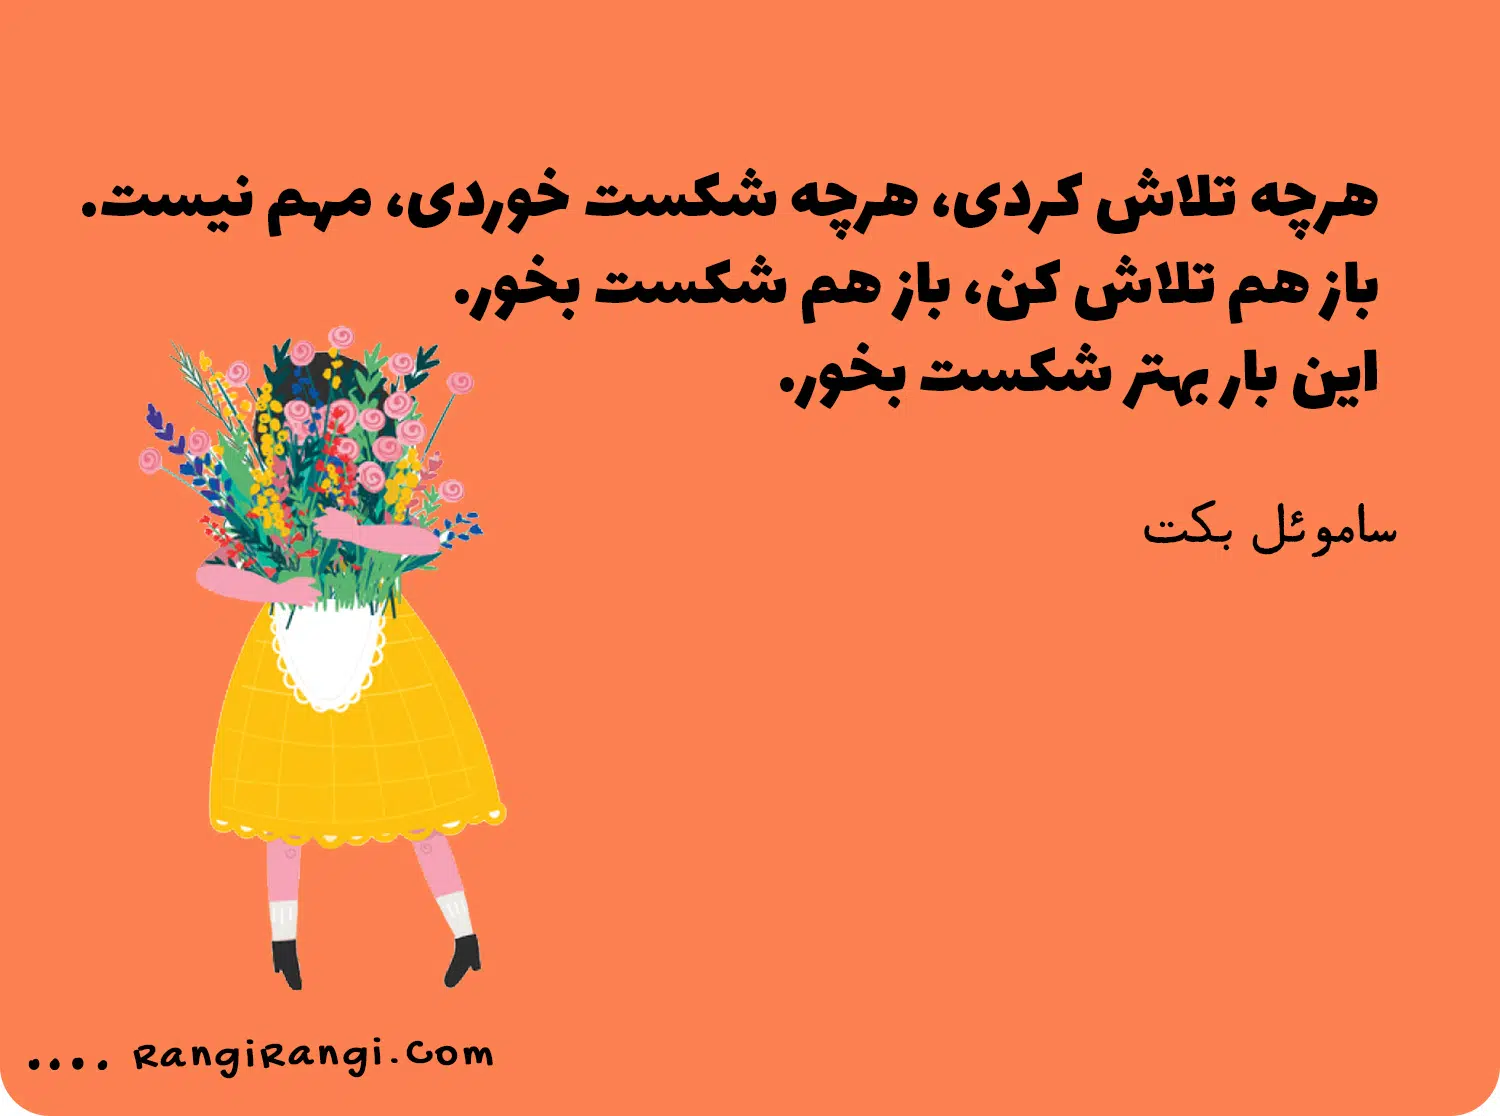 هرچه تلاش کردی، هرچه شکست خوردی، مهم نیست.
باز هم تلاش کن، باز هم شکست بخور.
این بار بهتر شکست بخور.
ساموئل بکت
.... RangiRangi.com